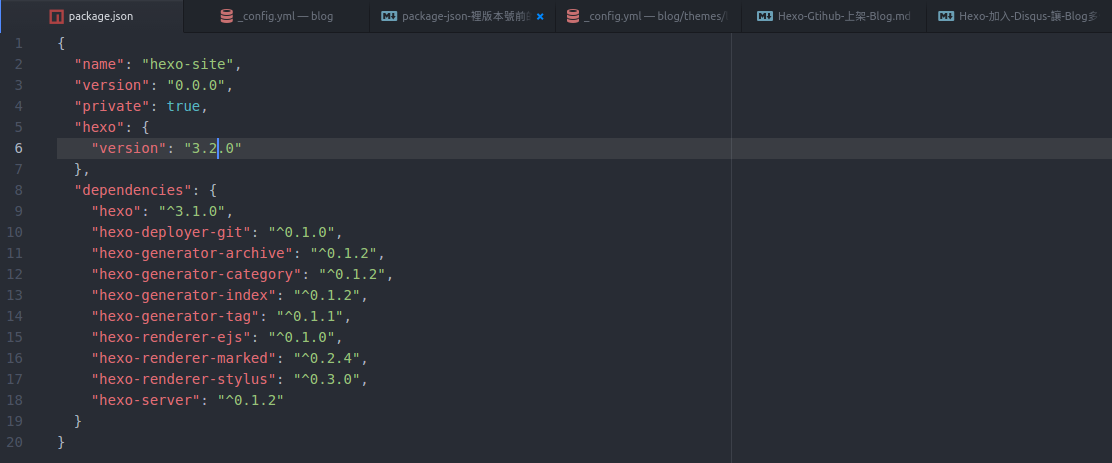 package.json
_config.yml — blog
package-json-裡版本號前
_config.yml — blog/themes/
Hexo-Gtihub-上架-Blog.md
Hexo-加入-Disqus-讓-Blog多
1 {
2 "name": "hexo-site",
3 "version": "0.0.0",
4 "private": true,
5 "hexo": {
6 "version": "3.2.0"
7 },
8 "dependencies": {
9 "hexo": "^3.1.0",
10 "hexo-deployer-git": "^0.1.0",
11 "hexo-generator-archive": "^0.1.2",
12 "hexo-generator-category": "^0.1.2",
13 "hexo-generator-index": "^0.1.2",
14 "hexo-generator-tag": "^0.1.1",
15 "hexo-renderer-ejs": "^0.1.0",
16 "hexo-renderer-marked": "^0.2.4",
17 "hexo-renderer-stylus": "^0.3.0",
18 "hexo-server": "^0.1.2"
19 }
20 }